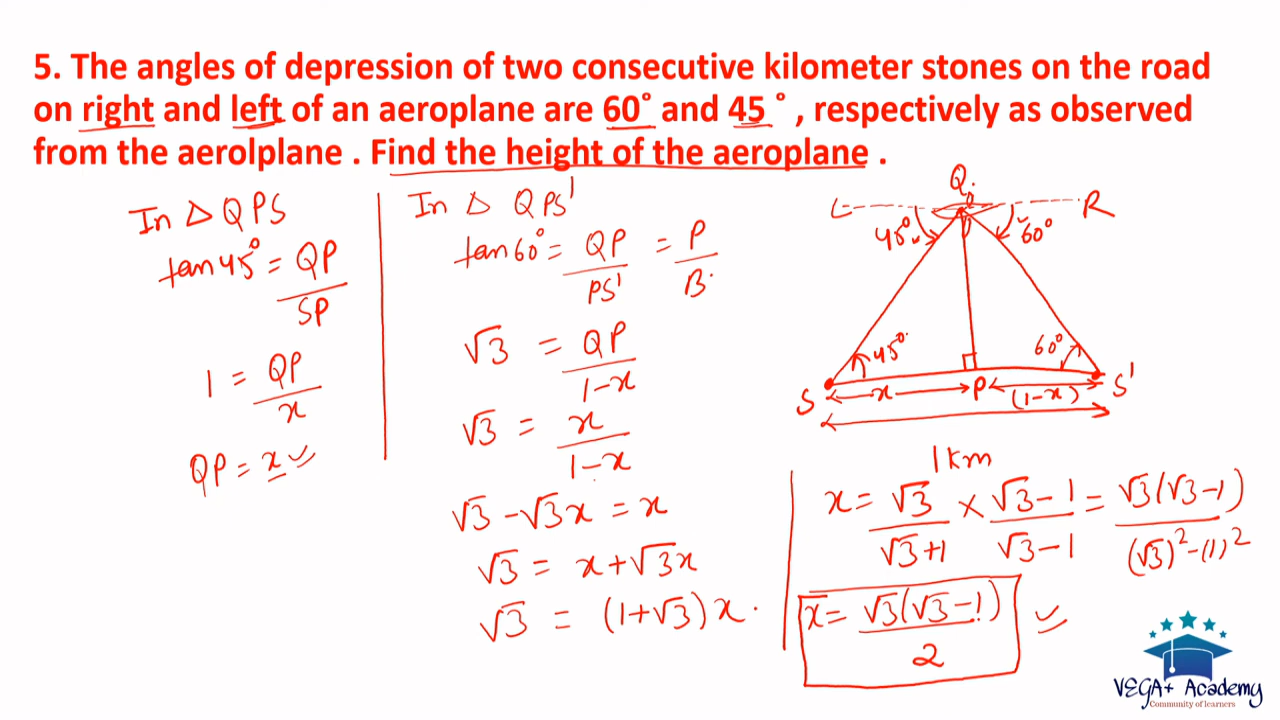 5. The angles of depression of two consecutive kilometer stones on the road
on right and left of an aeroplane are 60° and 45 ° , respectively as observed
from the aerolplane . Find the height of the aeroplane .
In Δ QPS
tan45° = QP/SP
1 = QP/x
QP = x
In Δ QPS'
tan60° = QP/PS' = P/B
√3 = QP/1-x
√3 = x/1-x
√3 - √3x = x
√3 = x+√3x
√3 = (1+√3)x
Q
L R
45° 60°
45° 60°
S x P (1-x) S'
1km
x = √3/√3+1 × √3-1/√3-1 = √3(√3-1)/(√3)²-(1)²
x = √3(√3-1)/2
VEGA+ Academy
Community of learners